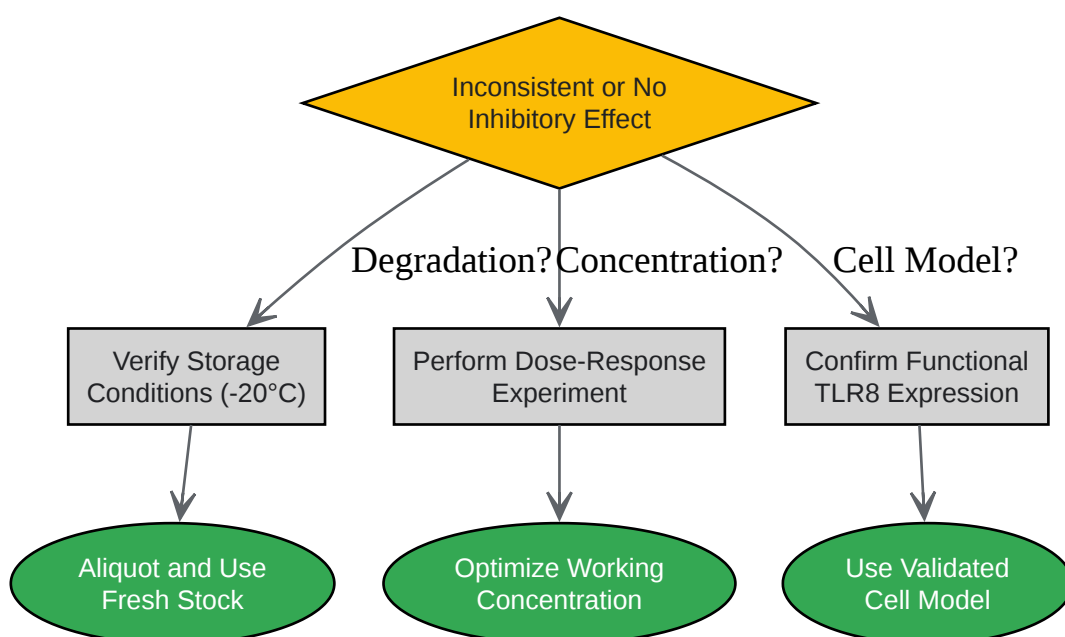 Inconsistent or No
Inhibitory Effect
Degradation?
Concentration?
Cell Model?
Verify Storage
Conditions (-20°C)
Perform Dose-Response
Experiment
Confirm Functional
TLR8 Expression
Aliquot and Use
Fresh Stock
Optimize Working
Concentration
Use Validated
Cell Model